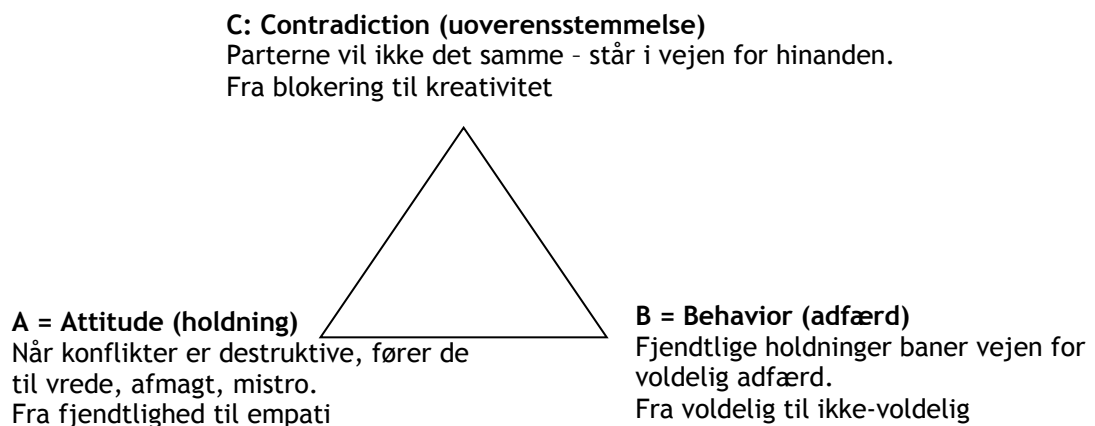 C: Contradiction (uoverensstemmelse)
Parterne vil ikke det samme – står i vejen for hinanden.
Fra blokering til kreativitet
A = Attitude (holdning)
Når konflikter er destruktive, fører de
til vrede, afmagt, mistro.
Fra fjendtlighed til empati
B = Behavior (adfærd)
Fjendtlige holdninger baner vejen for
voldelig adfærd.
Fra voldelig til ikke-voldelig